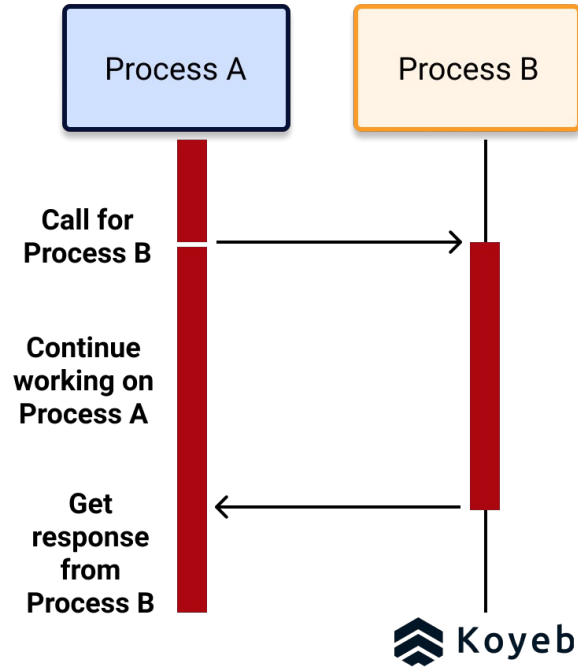 Process A
Process B
Call for
Process B
Continue
working on
Process A
Get
response
from
Process B
Koyeb